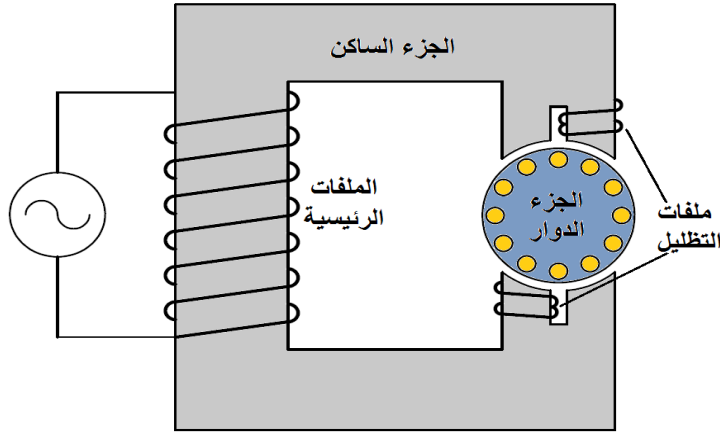 الجزء الساكن
الملفات
الرئيسية
الجزء
الدوار
ملفات
التظليل